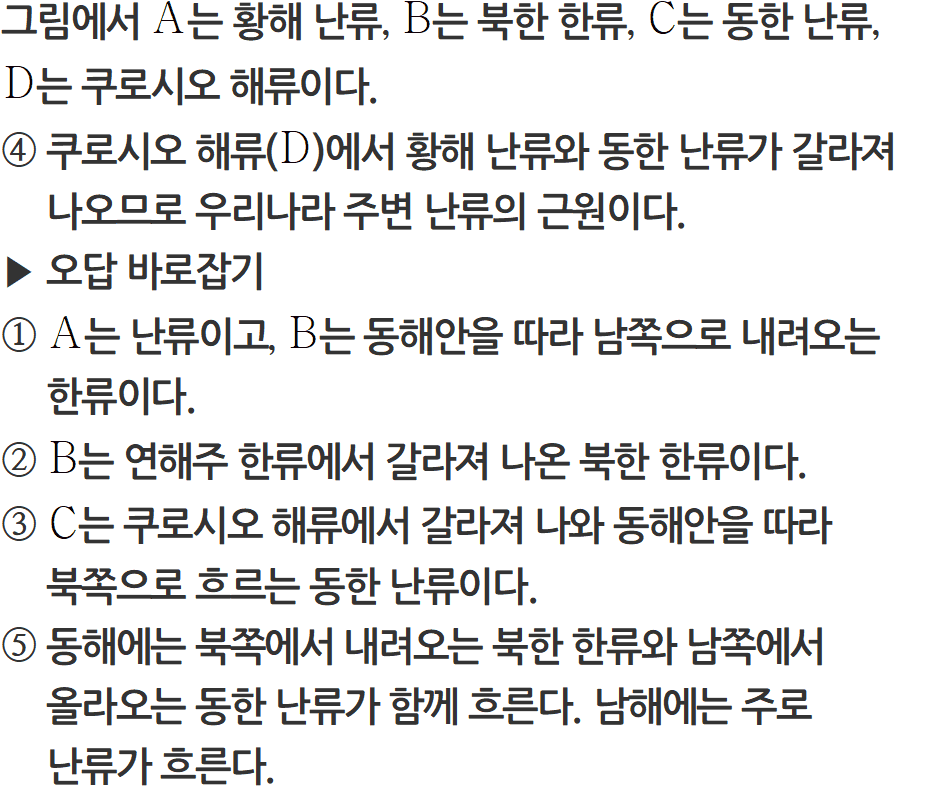 그림에서 A는 황해 난류, B는 북한 한류, C는 동한 난류,
D는 쿠로시오 해류이다.
④ 쿠로시오 해류(D)에서 황해 난류와 동한 난류가 갈라져
나오므로 우리나라 주변 난류의 근원이다.
▶ 오답 바로잡기
① A는 난류이고, B는 동해안을 따라 남쪽으로 내려오는
한류이다.
② B는 연해주 한류에서 갈라져 나온 북한 한류이다.
③ C는 쿠로시오 해류에서 갈라져 나와 동해안을 따라
북쪽으로 흐르는 동한 난류이다.
⑤ 동해에는 북쪽에서 내려오는 북한 한류와 남쪽에서
올라오는 동한 난류가 함께 흐른다. 남해에는 주로
난류가 흐른다.